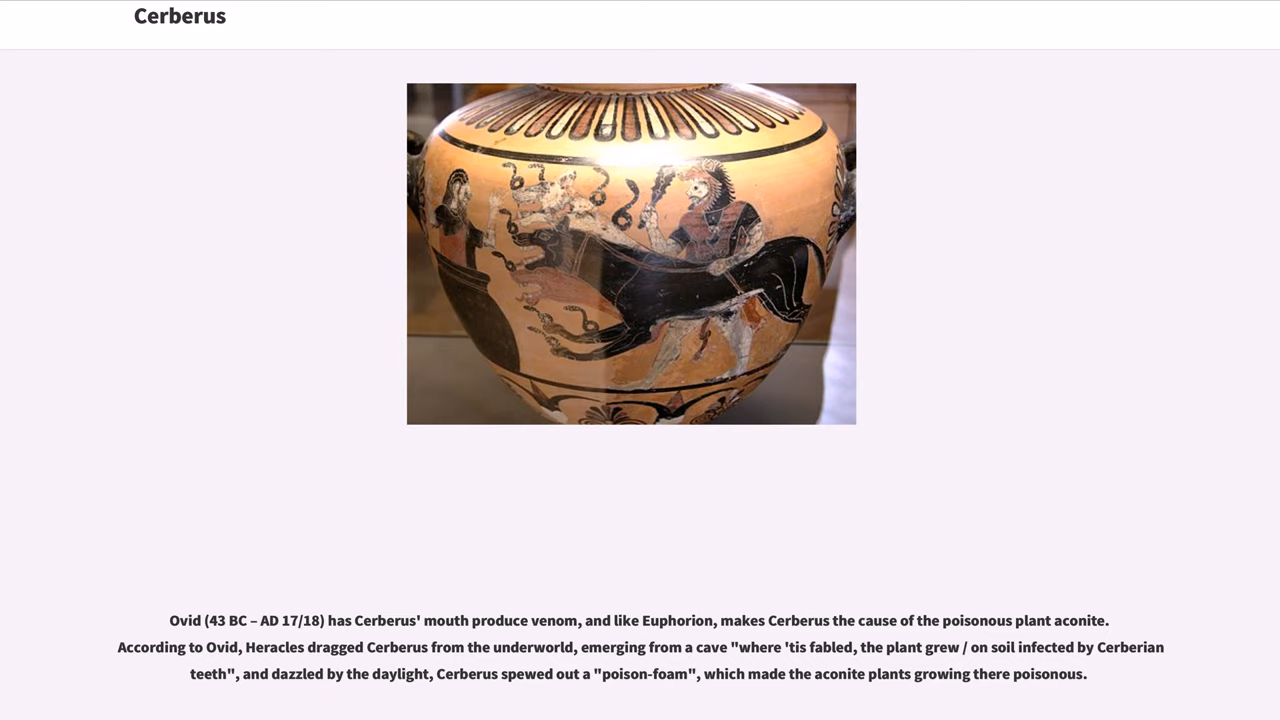 Cerberus
Ovid (43 BC – AD 17/18) has Cerberus' mouth produce venom, and like Euphorion, makes Cerberus the cause of the poisonous plant aconite.
According to Ovid, Heracles dragged Cerberus from the underworld, emerging from a cave "where 'tis fabled, the plant grew / on soil infected by Cerberian
teeth", and dazzled by the daylight, Cerberus spewed out a "poison-foam", which made the aconite plants growing there poisonous.